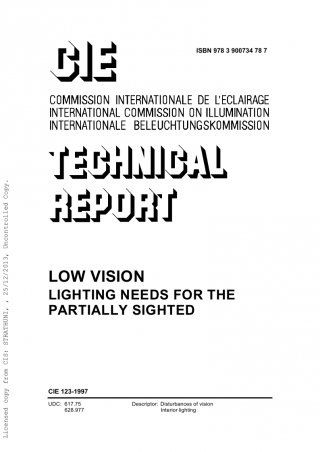 ISBN 978 3 900734 78 7
CIE
COMMISSION INTERNATIONALE DE L'ECLAIRAGE
INTERNATIONAL COMMISSION ON ILLUMINATION
INTERNATIONALE BELEUCHTUNGSKOMMISSION
TECHNICAL
REPORT
LOW VISION
LIGHTING NEEDS FOR THE
PARTIALLY SIGHTED
CIE 123-1997
UDC: 617.75 Descriptor: Disturbances of vision
628.977 Interior lighting
Licensed copy from CIS: STRATHUNI, , 25/12/2013, Uncontrolled Copy.